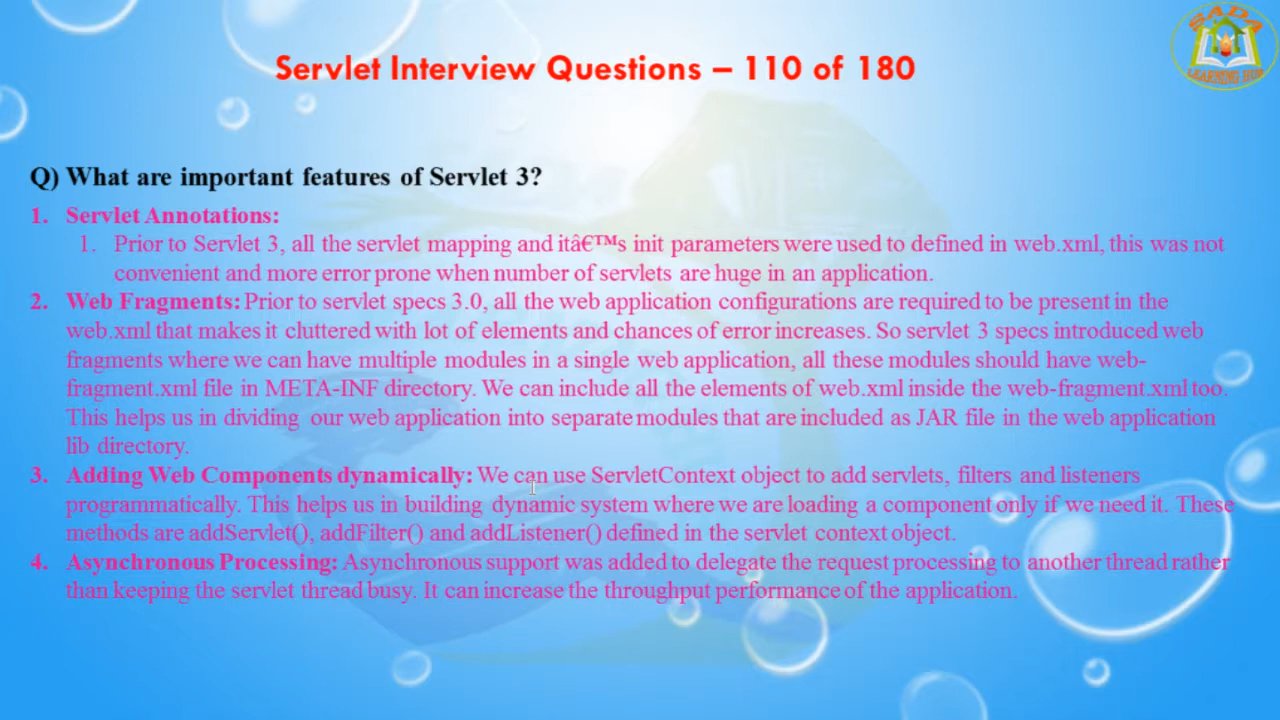 SADA
LEARNING HUB
Servlet Interview Questions – 110 of 180
Q) What are important features of Servlet 3?
1. Servlet Annotations:
1. Prior to Servlet 3, all the servlet mapping and itâ€™s init parameters were used to defined in web.xml, this was not
convenient and more error prone when number of servlets are huge in an application.
2. Web Fragments: Prior to servlet specs 3.0, all the web application configurations are required to be present in the
web.xml that makes it cluttered with lot of elements and chances of error increases. So servlet 3 specs introduced web
fragments where we can have multiple modules in a single web application, all these modules should have web-
fragment.xml file in META-INF directory. We can include all the elements of web.xml inside the web-fragment.xml too.
This helps us in dividing our web application into separate modules that are included as JAR file in the web application
lib directory.
3. Adding Web Components dynamically: We can use ServletContext object to add servlets, filters and listeners
programmatically. This helps us in building dynamic system where we are loading a component only if we need it. These
methods are addServlet(), addFilter() and addListener() defined in the servlet context object.
4. Asynchronous Processing: Asynchronous support was added to delegate the request processing to another thread rather
than keeping the servlet thread busy. It can increase the throughput performance of the application.